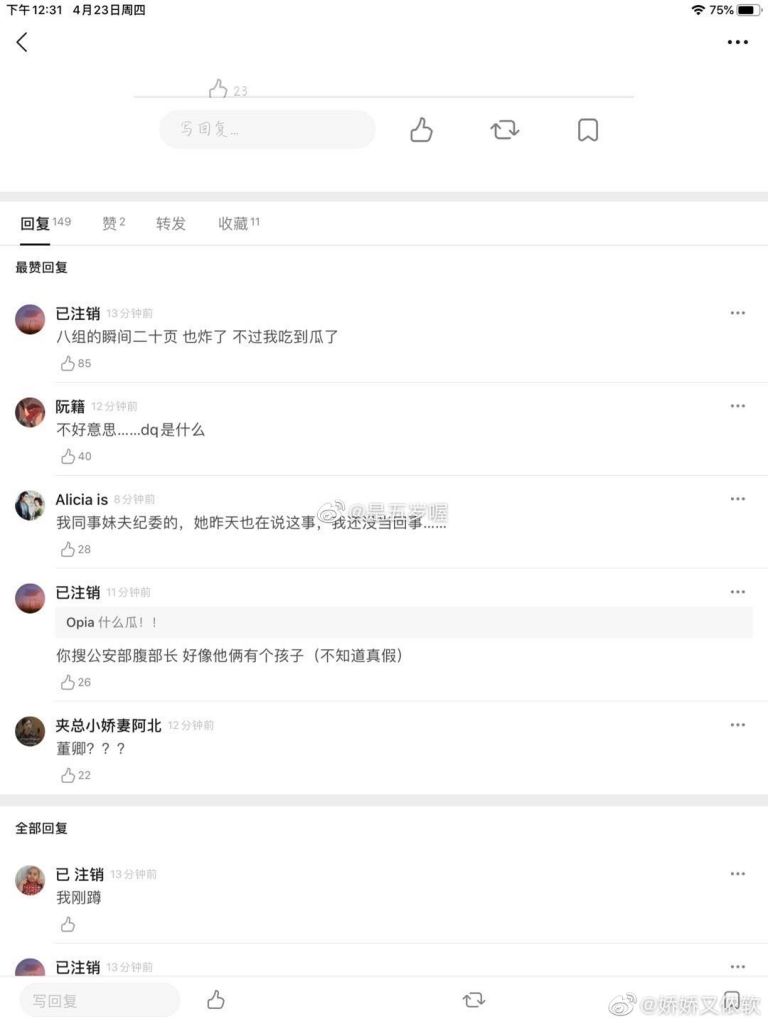 下午12:31 4月23日周四
75%
23
写回复...
回复 149 赞 2 转发 收藏 11
最赞回复
已注销 13分钟前
八组的瞬间二十页 也炸了 不过我吃到瓜了
85
阮籍 12分钟前
不好意思……dq是什么
40
Alicia is 8分钟前
@是五岁喔
我同事妹夫纪委的，她昨天也在说这事，我还没当回事……
28
已注销 11分钟前
Opia 什么瓜！！
你搜公安部腹部长 好像他俩有个孩子（不知道真假）
26
夹总小娇妻阿北 12分钟前
董卿？？？
22
全部回复
已 注销 13分钟前
我刚蹲
已注销 13分钟前
写回复
@娇娇又依软